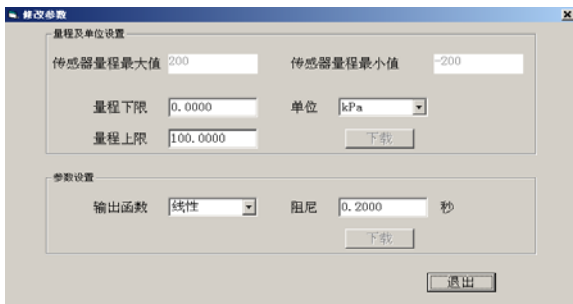 修改参数
量程及单位设置
传感器量程最大值 200 传感器量程最小值 -200
量程下限 0.0000 单位 kPa
量程上限 100.0000 下载
参数设置
输出函数 线性 阻尼 0.2000 秒
下载
退出